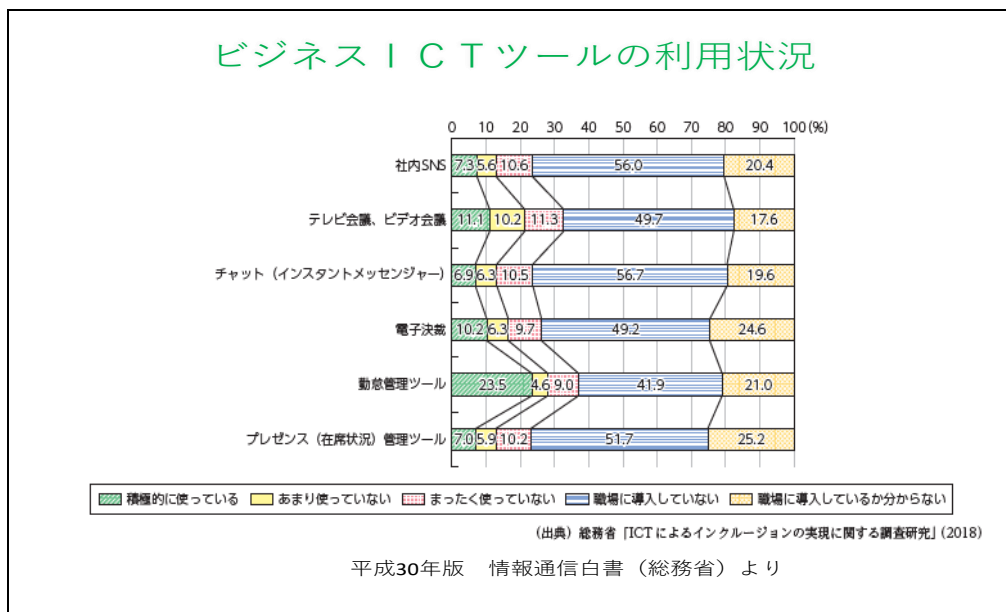 ビジネスＩＣＴツールの利用状況
0 10 20 30 40 50 60 70 80 90 100(%)
社内SNS 7.3 5.6 10.6 56.0 20.4
テレビ会議、ビデオ会議 11.1 10.2 11.3 49.7 17.6
チャット（インスタントメッセンジャー） 6.9 6.3 10.5 56.7 19.6
電子決裁 10.2 6.3 9.7 49.2 24.6
勤怠管理ツール 23.5 4.6 9.0 41.9 21.0
プレゼンス（在席状況）管理ツール 7.0 5.9 10.2 51.7 25.2
積極的に使っている あまり使っていない まったく使っていない 職場に導入していない 職場に導入しているか分からない
（出典）総務省「ICTによるインクルージョンの実現に関する調査研究」（2018）
平成30年版　情報通信白書（総務省）より